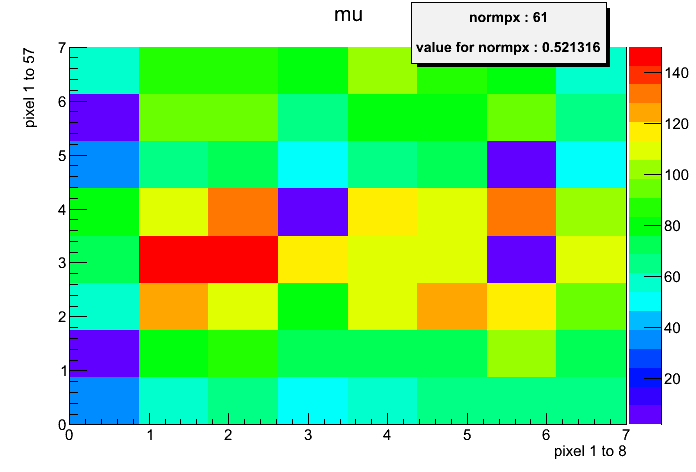 mu
normpx : 61
value for normpx : 0.521316
pixel 1 to 57
7
6
5
4
3
2
1
0
0 1 2 3 4 5 6 7
pixel 1 to 8
140
120
100
80
60
40
20